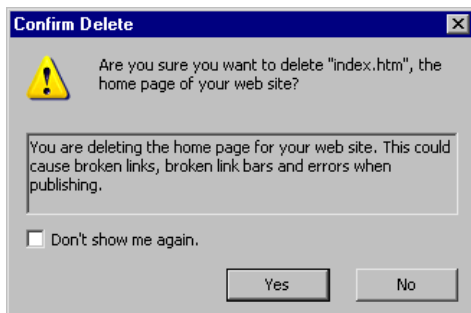 Confirm Delete
Are you sure you want to delete "index.htm", the
home page of your web site?
You are deleting the home page for your web site. This could
cause broken links, broken link bars and errors when
publishing.
Don't show me again.
Yes
No